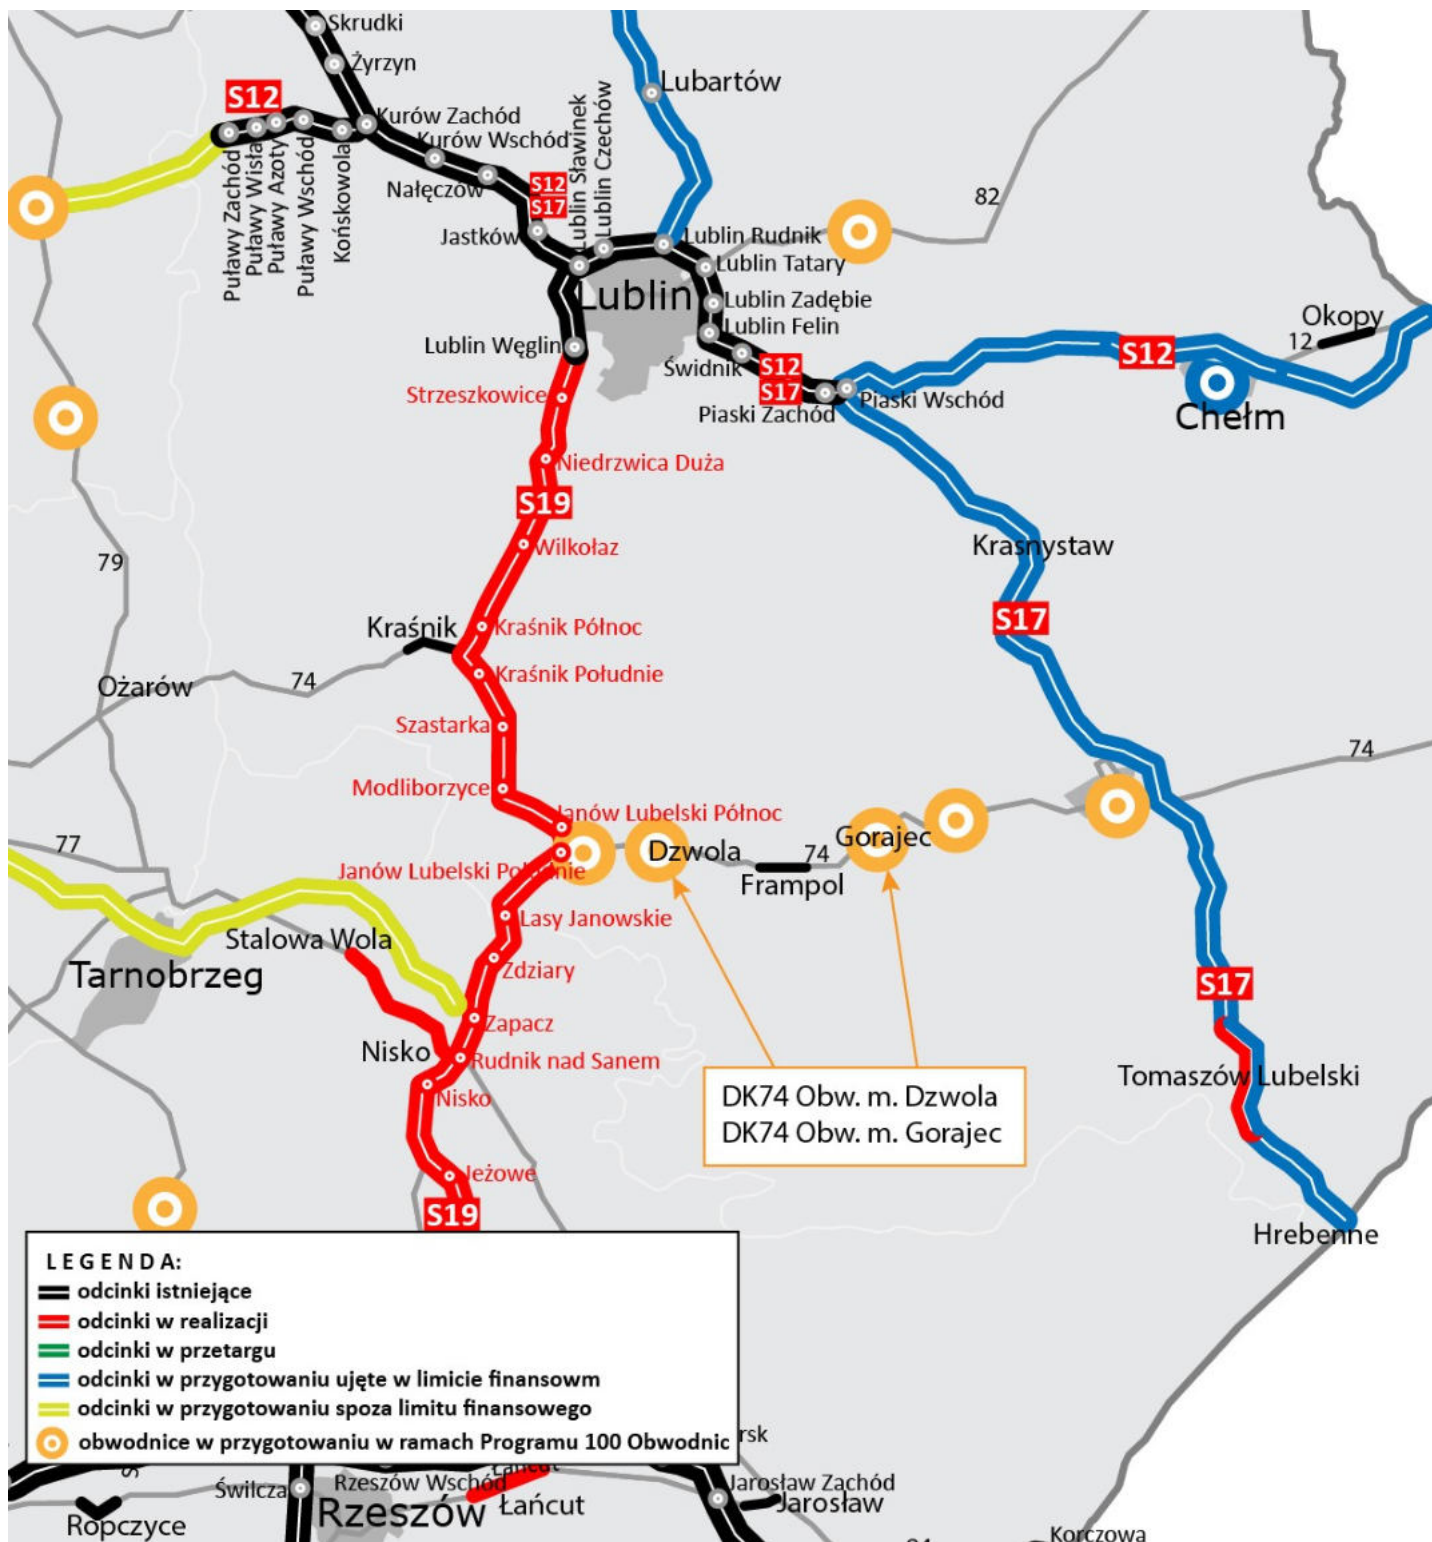 Skrudki
Żyrzyn
S12
Kurów Zachód
Kurów Wschód
Nałęczów
Puławy Zachód
Puławy Wisła
Puławy Azoty
Puławy Wschód
Końskowola
S12
S17
Jastków
Lublin Sławinek
Lublin Czechów
Lubartów
82
Lublin Rudnik
Lublin Tatary
Lublin
Lublin Zadębie
Lublin Felin
Lublin Węglin
Świdnik
S12
S17
Piaski Zachód
Piaski Wschód
S12
Okopy
12
Chełm
Strzeszkowice
Niedrzwica Duża
S19
Wilkołaz
Krasnystaw
79
S17
Kraśnik
Kraśnik Północ
Kraśnik Południe
Ożarów
74
Szastarka
74
Modliborzyce
Janów Lubelski Północ
77
Dzwola
74
Gorajec
Janów Lubelski Południe
Frampol
Lasy Janowskie
Stalowa Wola
Tarnobrzeg
Zdziary
S17
Zapacz
Nisko
Rudnik nad Sanem
Nisko
Tomaszów Lubelski
DK74 Obw. m. Dzwola
DK74 Obw. m. Gorajec
Jeżowe
S19
Hrebenne
LEGENDA:
odcinki istniejące
odcinki w realizacji
odcinki w przetargu
odcinki w przygotowaniu ujęte w limicie finansowm
odcinki w przygotowaniu spoza limitu finansowego
obwodnice w przygotowaniu w ramach Programu 100 Obwodnic
rsk
Świlcza
Rzeszów Wschód
Łańcut
Rzeszów
Łańcut
Jarosław Zachód
Jarosław
Ropczyce
Korczowa